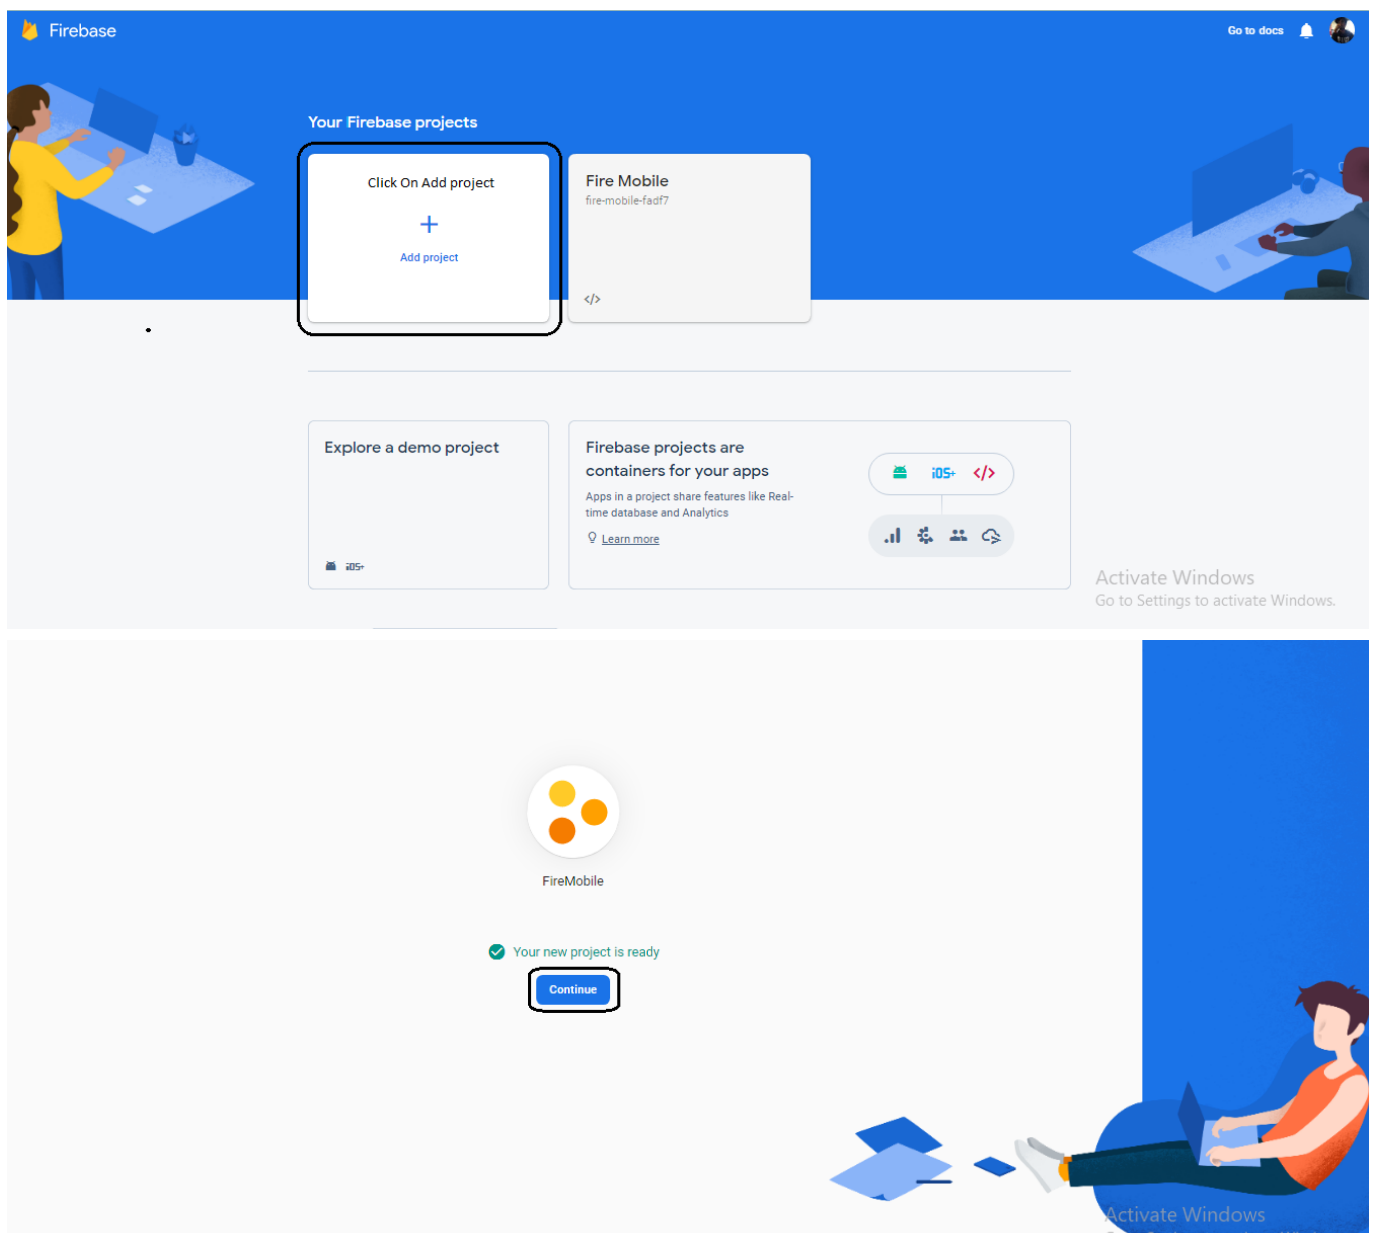 Firebase
Go to docs
Your Firebase projects
Click On Add project
+
Add project
Fire Mobile
fire-mobile-fadf7
</>
Explore a demo project
iOS+
Firebase projects are
containers for your apps
Apps in a project share features like Real-
time database and Analytics
Learn more
iOS+ </>
Activate Windows
Go to Settings to activate Windows.
FireMobile
Your new project is ready
Continue
Activate Windows